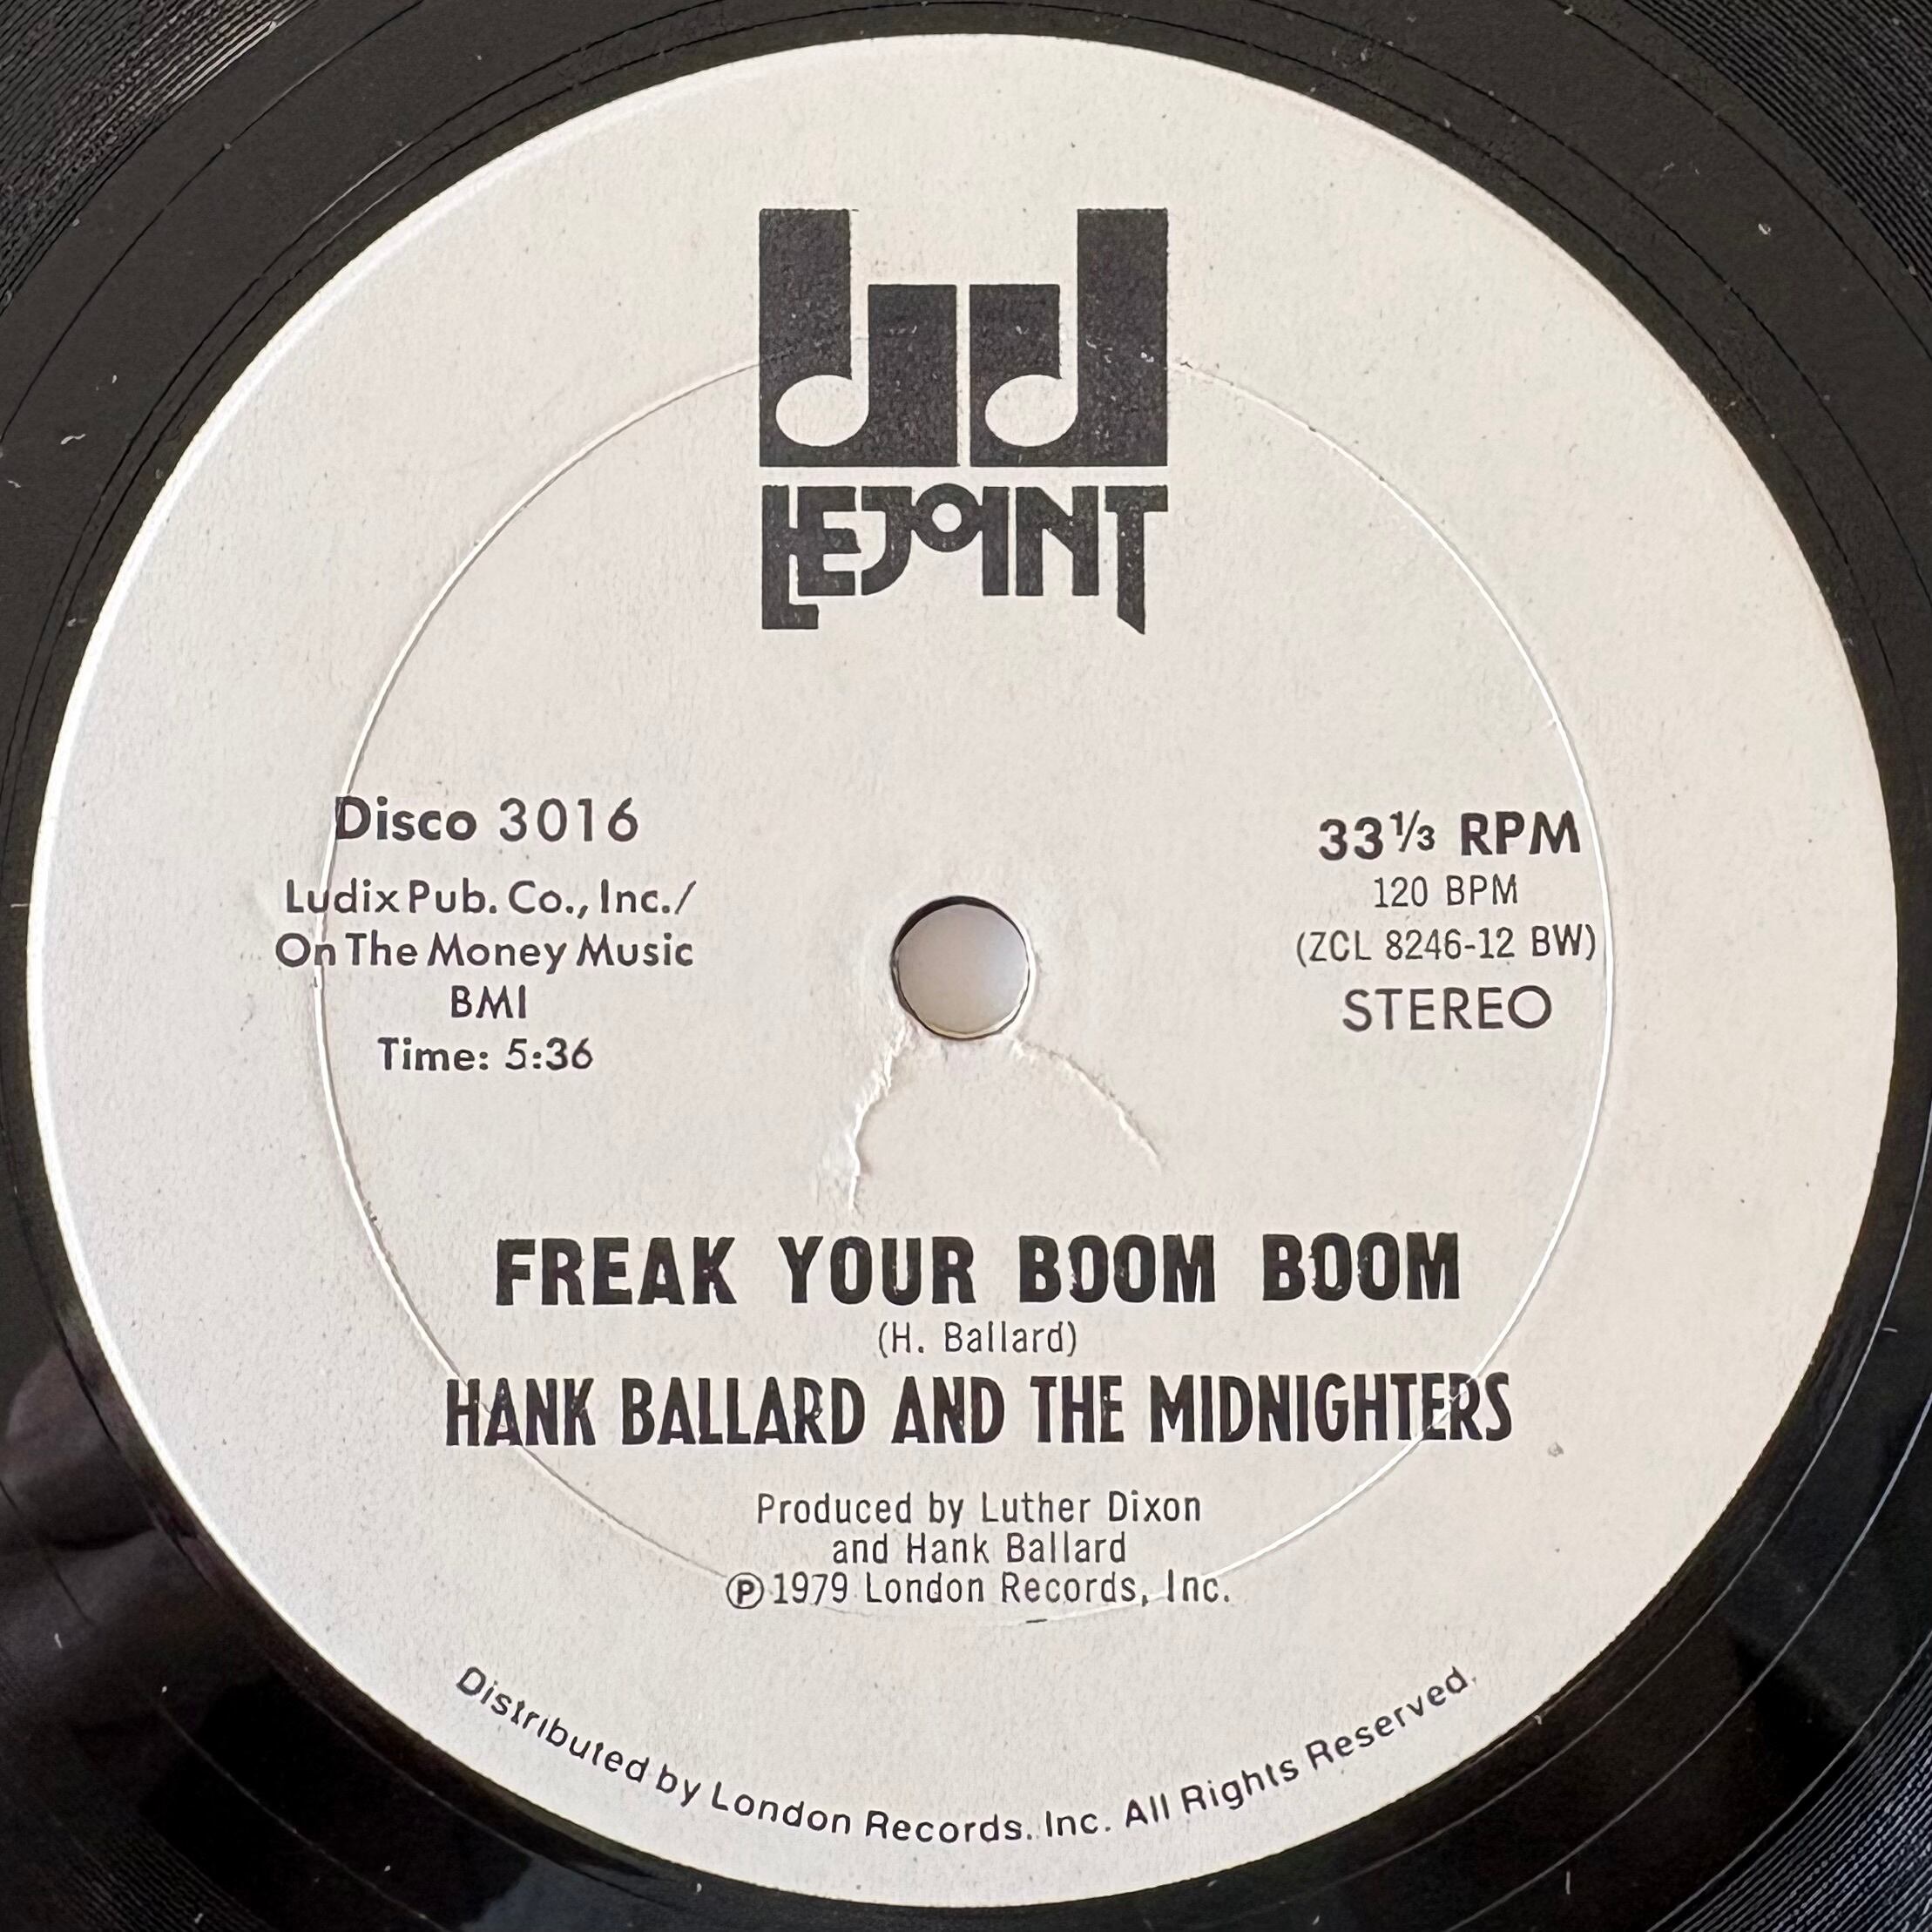 LEJOINT
Disco 3016
Ludix Pub. Co., Inc./
On The Money Music
BMI
Time: 5:36
33⅓ RPM
120 BPM
(ZCL 8246-12 BW)
STEREO
FREAK YOUR BOOM BOOM
(H. Ballard)
HANK BALLARD AND THE MIDNIGHTERS
Produced by Luther Dixon
and Hank Ballard
℗1979 London Records, Inc.
Distributed by London Records. Inc. All Rights Reserved.